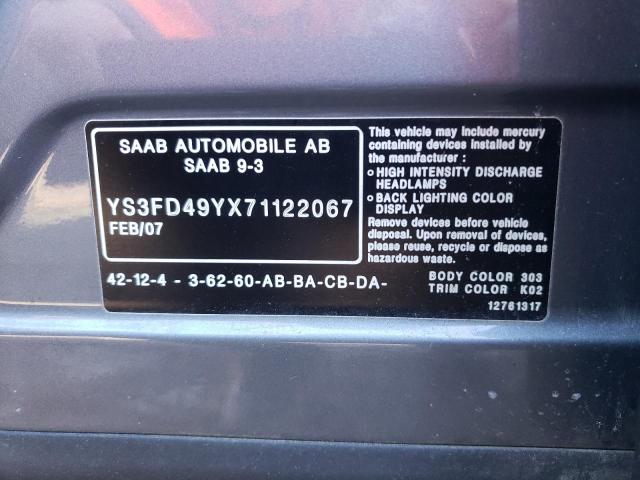 SAAB AUTOMOBILE AB
SAAB 9-3
YS3FD49YX71122067
FEB/07
42-12-4 - 3-62-60-AB-BA-CB-DA-
This vehicle may include mercury
containing devices installed by
the manufacturer :
o HIGH INTENSITY DISCHARGE
HEADLAMPS
o BACK LIGHTING COLOR
DISPLAY
Remove devices before vehicle
disposal. Upon removal of devices,
please reuse, recycle or dispose as
hazardous waste.
BODY COLOR 303
TRIM COLOR K02
12761317